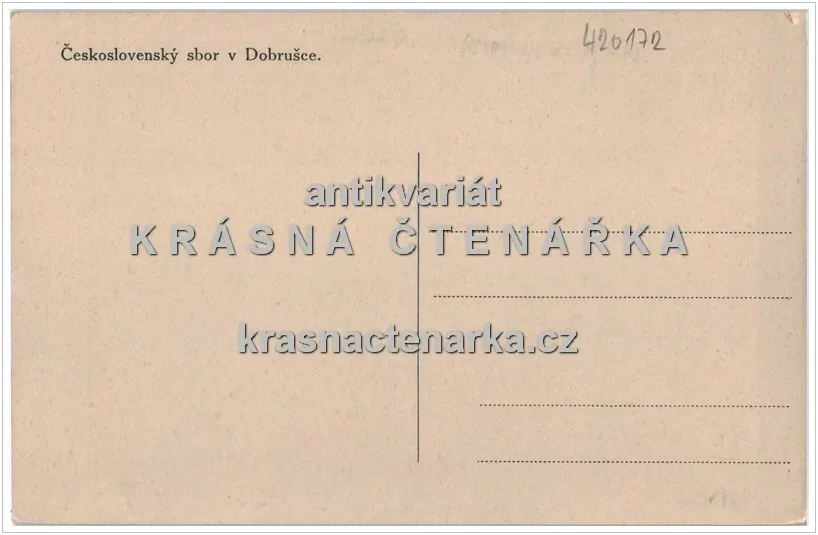 Československý sbor v Dobrušce.
420172
antikvariát
KRÁSNÁ ČTENÁŘKA
krasnactenarka.cz